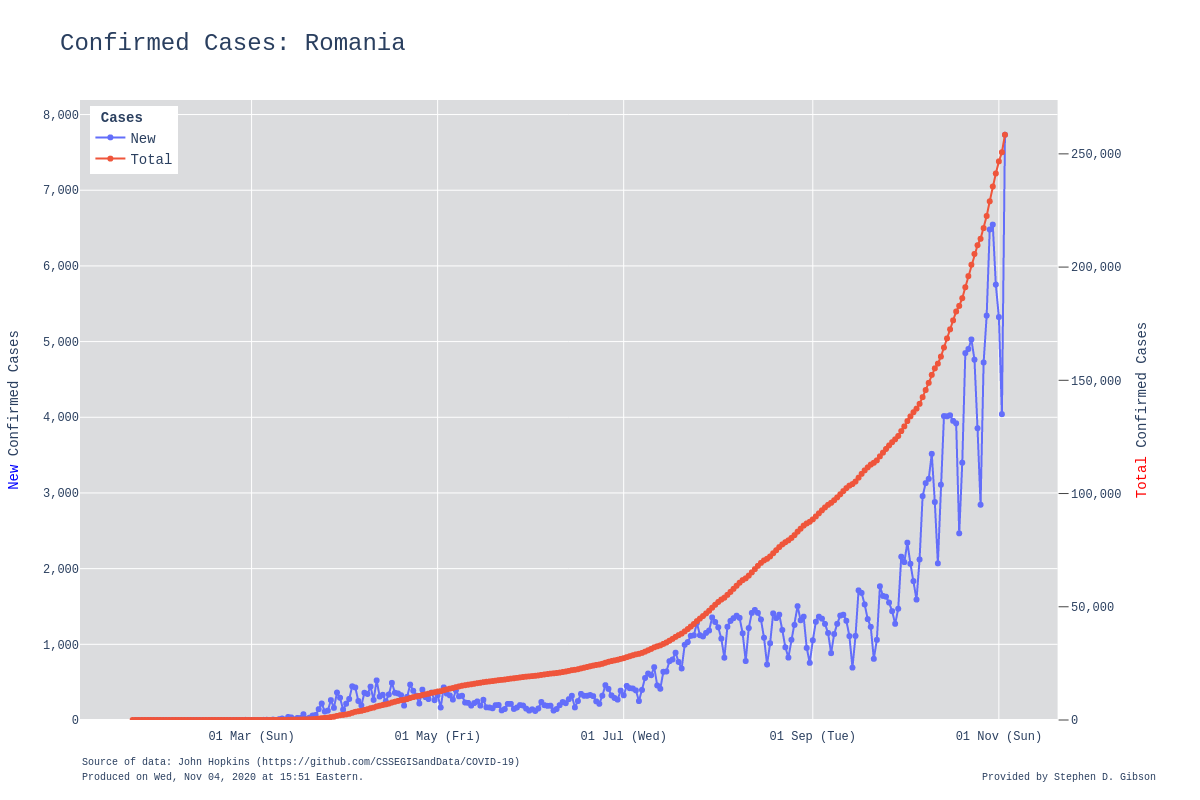 Confirmed Cases: Romania
Cases
New
Total
8,000
7,000
6,000
5,000
4,000
3,000
2,000
1,000
0
New Confirmed Cases
250,000
200,000
150,000
100,000
50,000
0
Total Confirmed Cases
01 Mar (Sun)
01 May (Fri)
01 Jul (Wed)
01 Sep (Tue)
01 Nov (Sun)
Source of data: John Hopkins (https://github.com/CSSEGISandData/COVID-19)
Produced on Wed, Nov 04, 2020 at 15:51 Eastern.
Provided by Stephen D. Gibson